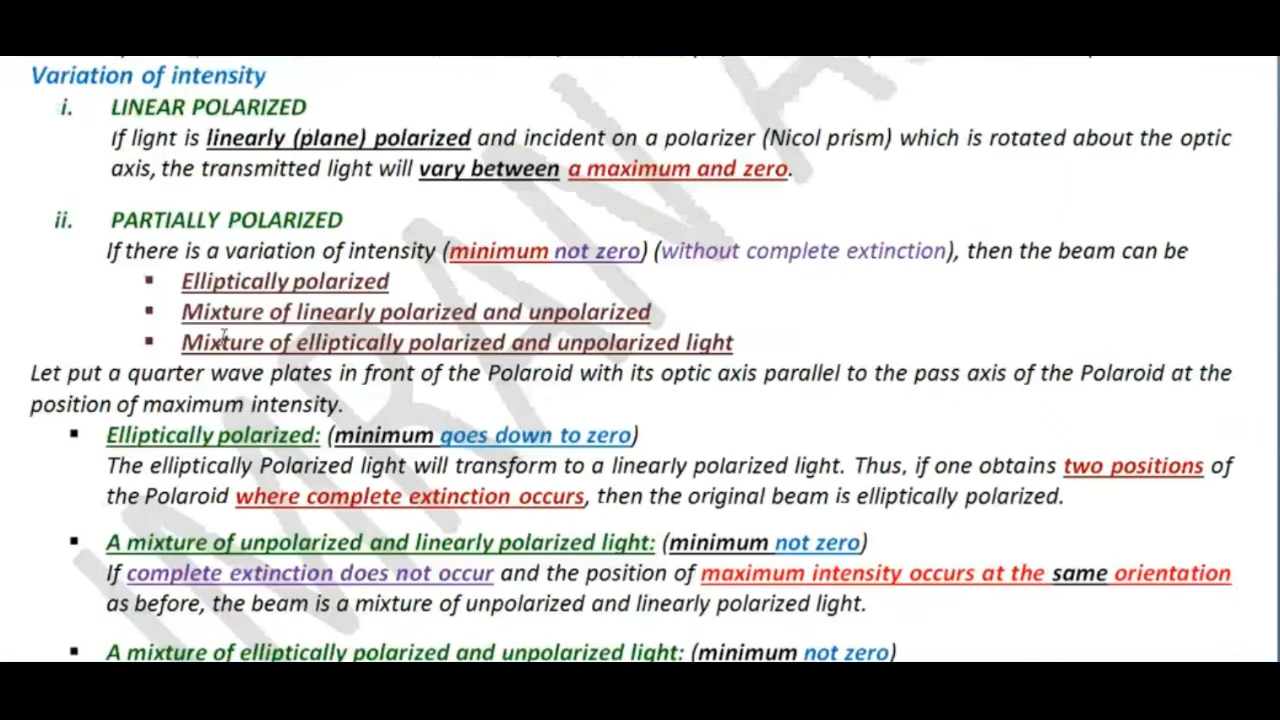 Variation of intensity
i. LINEAR POLARIZED
If light is linearly (plane) polarized and incident on a polarizer (Nicol prism) which is rotated about the optic
axis, the transmitted light will vary between a maximum and zero.
ii. PARTIALLY POLARIZED
If there is a variation of intensity (minimum not zero) (without complete extinction), then the beam can be
▪ Elliptically polarized
▪ Mixture of linearly polarized and unpolarized
▪ Mixture of elliptically polarized and unpolarized light
Let put a quarter wave plates in front of the Polaroid with its optic axis parallel to the pass axis of the Polaroid at the
position of maximum intensity.
▪ Elliptically polarized: (minimum goes down to zero)
The elliptically Polarized light will transform to a linearly polarized light. Thus, if one obtains two positions of
the Polaroid where complete extinction occurs, then the original beam is elliptically polarized.
▪ A mixture of unpolarized and linearly polarized light: (minimum not zero)
If complete extinction does not occur and the position of maximum intensity occurs at the same orientation
as before, the beam is a mixture of unpolarized and linearly polarized light.
▪ A mixture of elliptically polarized and unpolarized light: (minimum not zero)